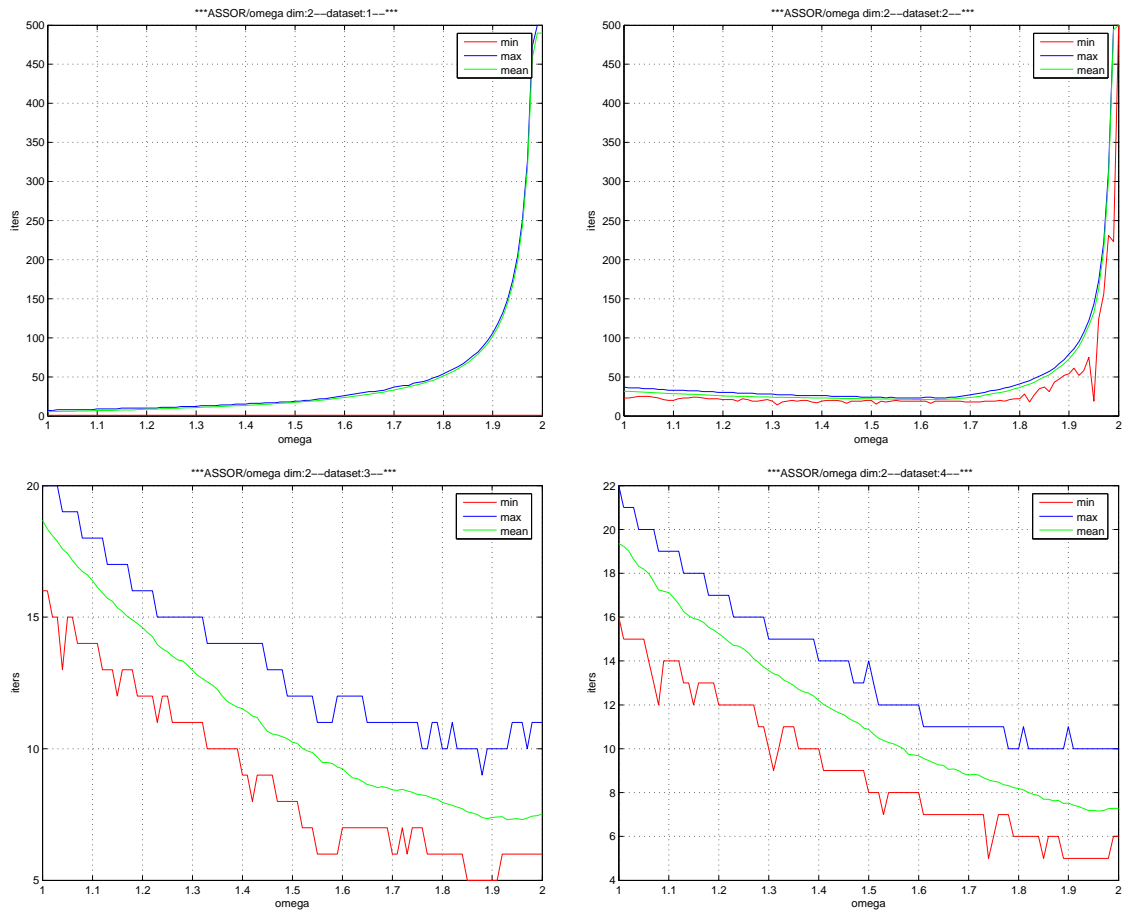 ***ASSOR/omega dim:2−−dataset:1−−***
500
450
400
350
300
250
200
150
100
50
0
iters
1 1.1 1.2 1.3 1.4 1.5 1.6 1.7 1.8 1.9 2
omega
min
max
mean
***ASSOR/omega dim:2−−dataset:2−−***
500
450
400
350
300
250
200
150
100
50
0
iters
1 1.1 1.2 1.3 1.4 1.5 1.6 1.7 1.8 1.9 2
omega
min
max
mean
***ASSOR/omega dim:2−−dataset:3−−***
20
15
10
5
iters
1 1.1 1.2 1.3 1.4 1.5 1.6 1.7 1.8 1.9 2
omega
min
max
mean
***ASSOR/omega dim:2−−dataset:4−−***
22
20
18
16
14
12
10
8
6
4
iters
1 1.1 1.2 1.3 1.4 1.5 1.6 1.7 1.8 1.9 2
omega
min
max
mean